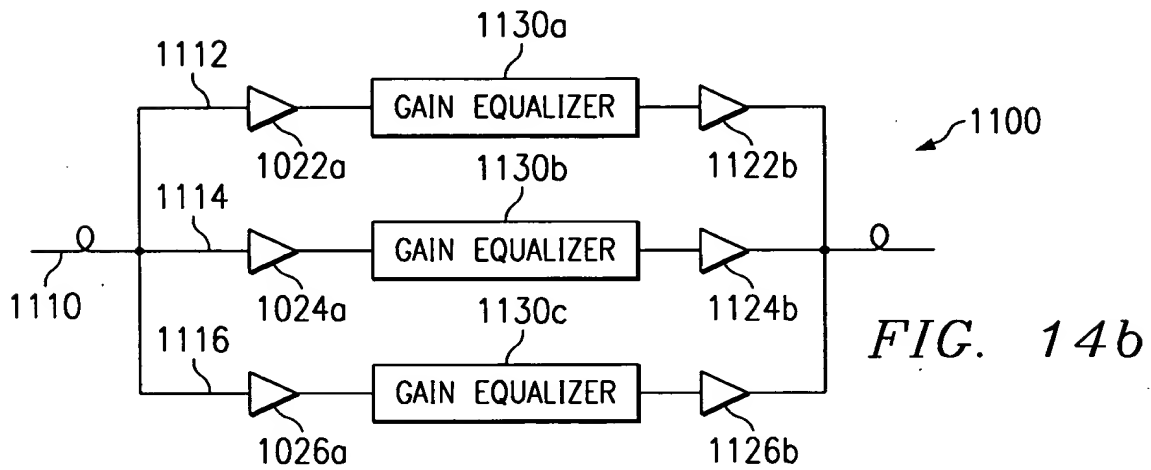 1130a
1112
GAIN EQUALIZER
1100
1022a
1122b
1130b
1114
GAIN EQUALIZER
1110
1024a
1124b
1130c
1116
GAIN EQUALIZER
FIG. 14b
1026a
1126b